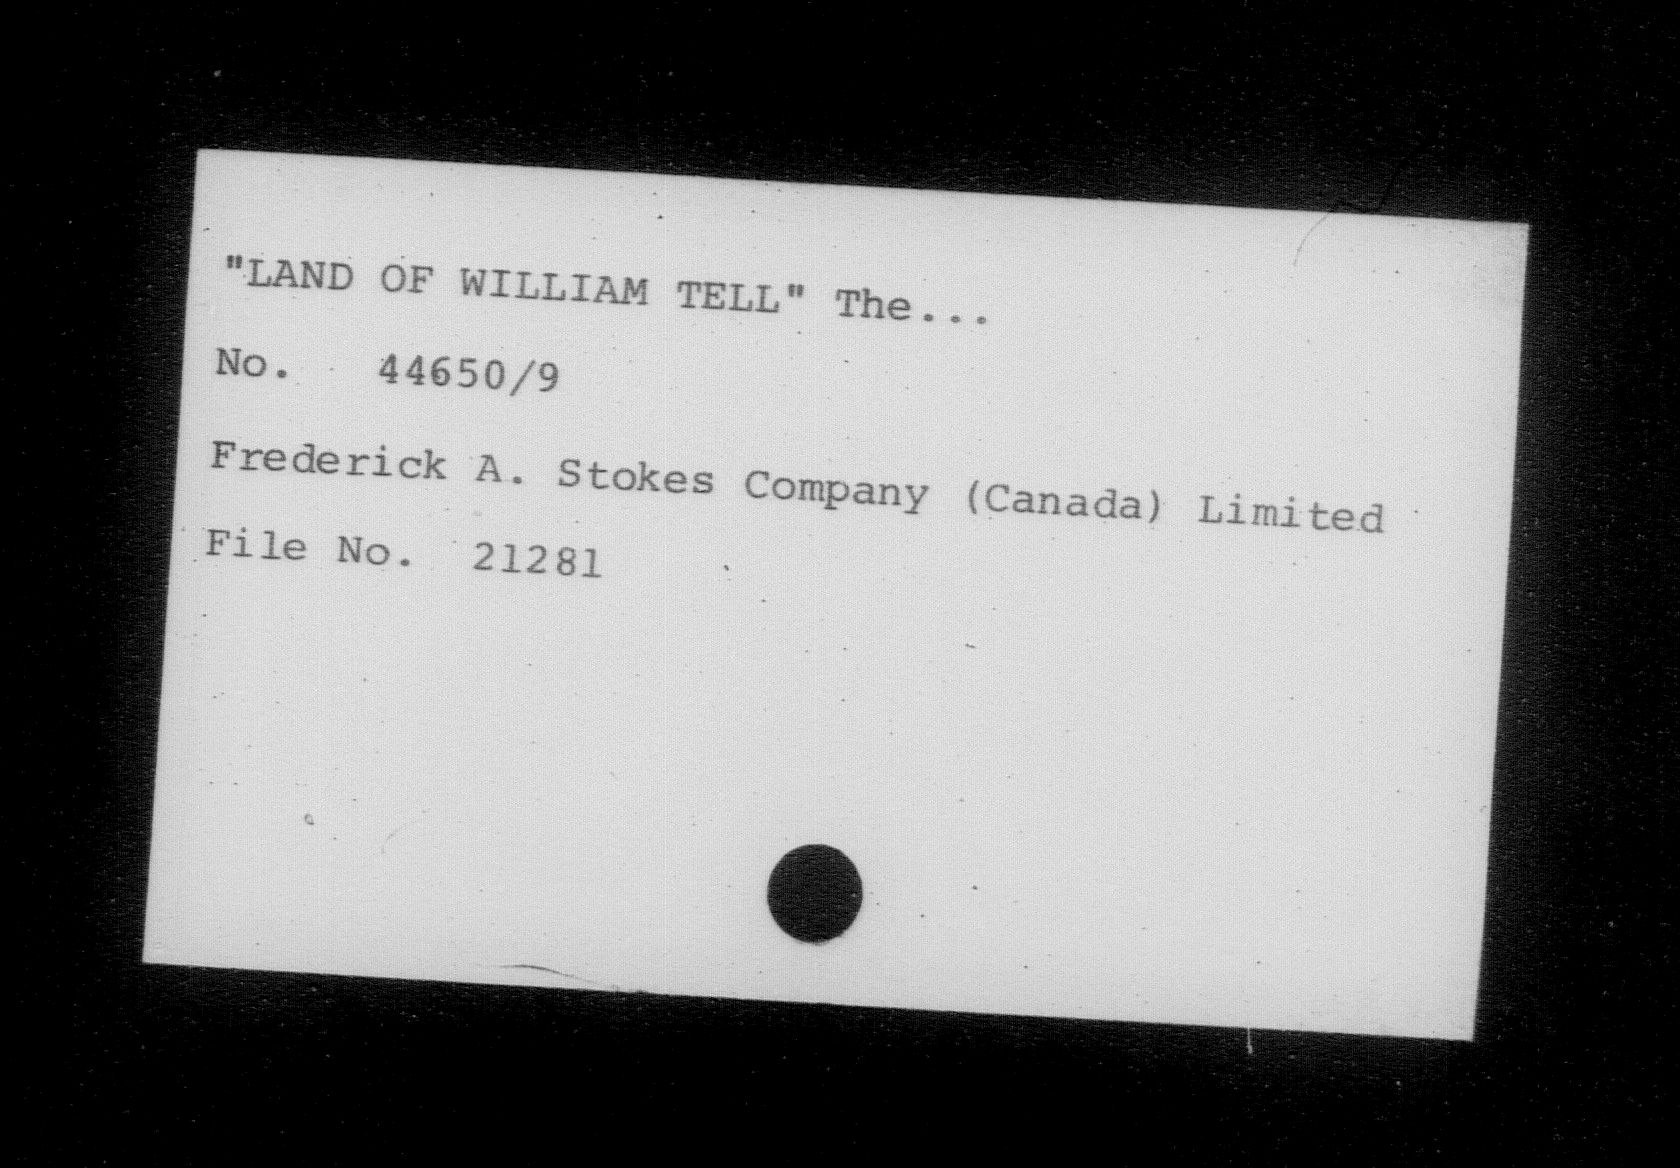 "LAND OF WILLIAM TELL" The...
No. 44650/9
Frederick A. Stokes Company (Canada) Limited
File No. 21281